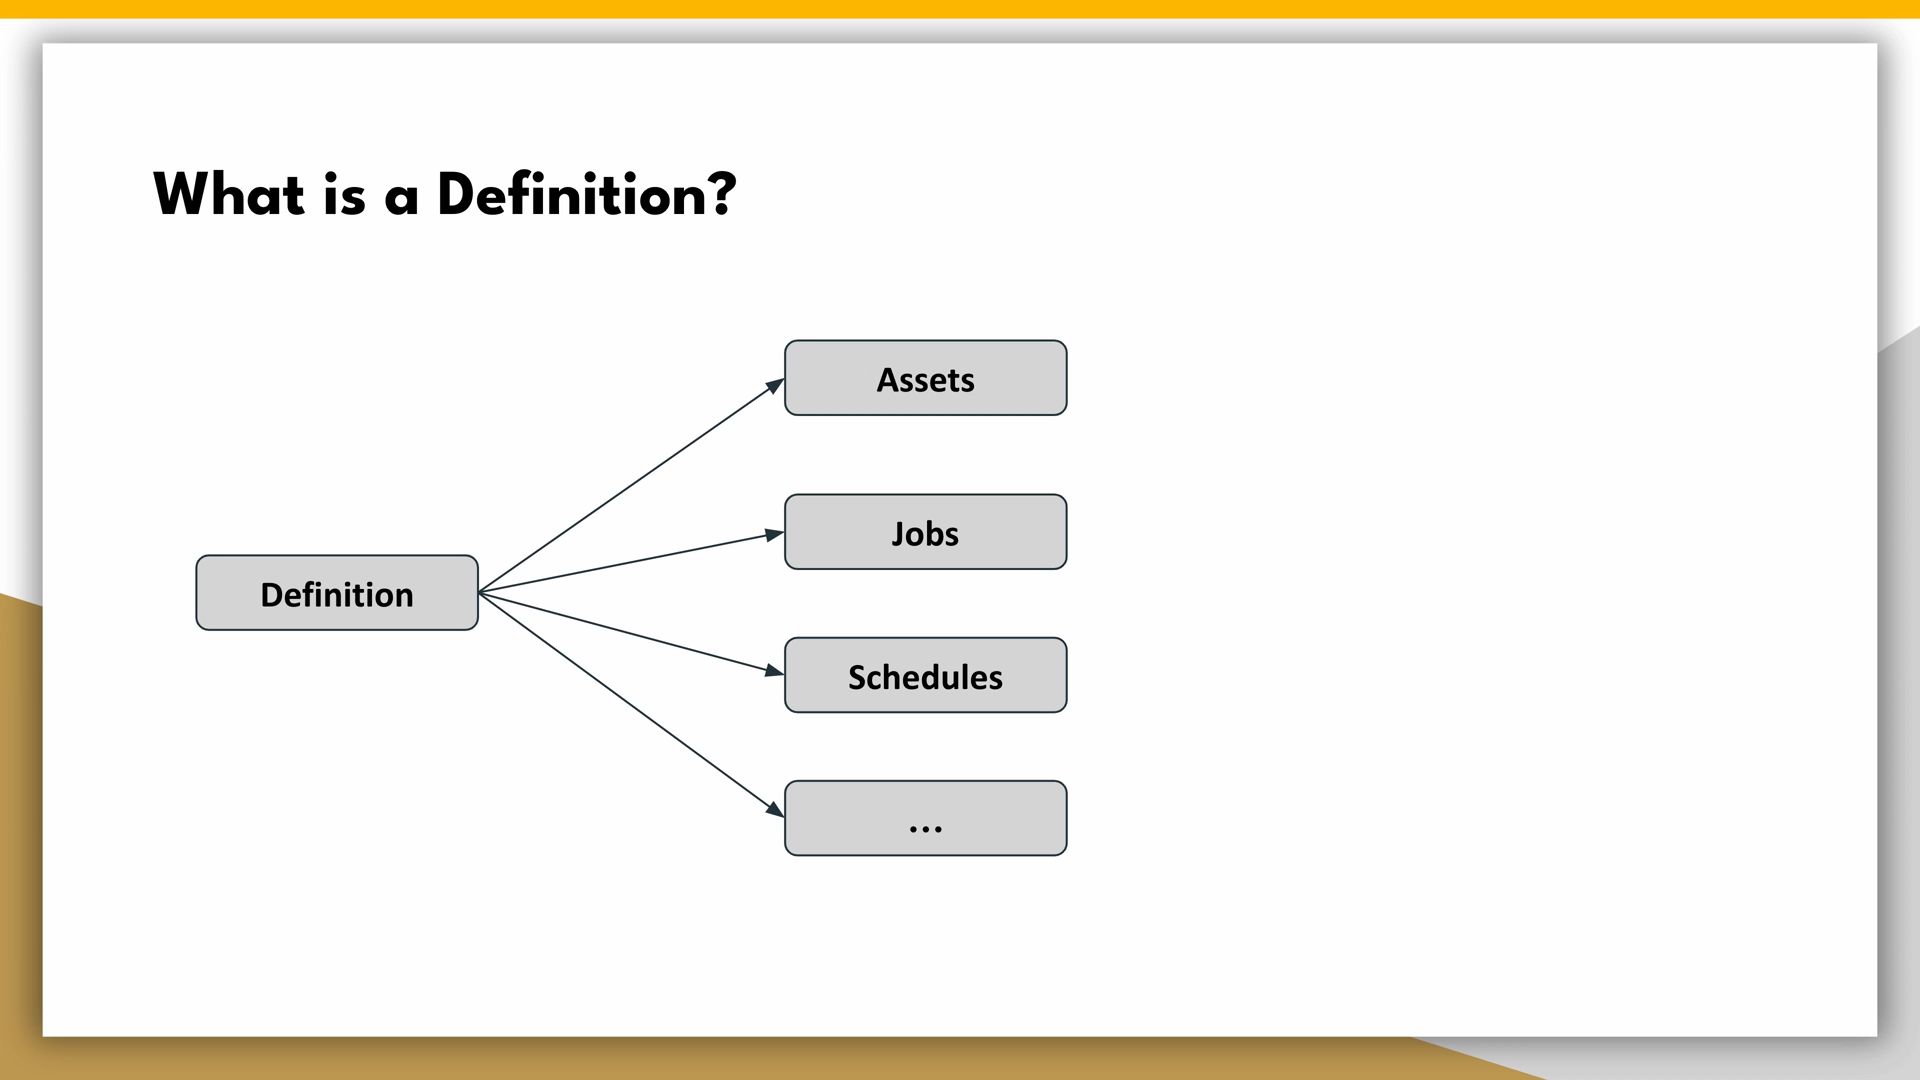 What is a Definition?
Assets
Jobs
Definition
Schedules
...